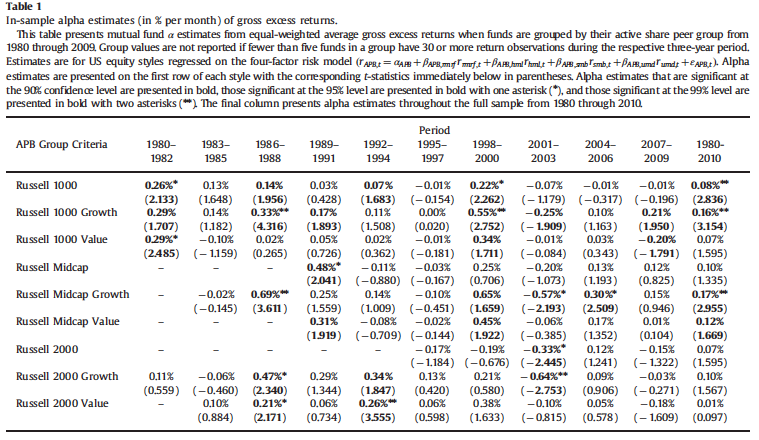 Table 1
In-sample alpha estimates (in % per month) of gross excess returns.
This table presents mutual fund α estimates from equal-weighted average gross excess returns when funds are grouped by their active share peer group from
1980 through 2009. Group values are not reported if fewer than five funds in a group have 30 or more return observations during the respective three-year period.
Estimates are for US equity styles regressed on the four-factor risk model (rAPB,t = αAPB + βAPB,mrf rmrf,t + βAPB,hml rhml,t + βAPB,smb rsmb,t + βAPB,umd rumd,t + εAPB,t). Alpha
estimates are presented on the first row of each style with the corresponding t-statistics immediately below in parentheses. Alpha estimates that are significant at
the 90% confidence level are presented in bold, those significant at the 95% level are presented in bold with one asterisk (*), and those significant at the 99% level are
presented in bold with two asterisks (**). The final column presents alpha estimates throughout the full sample from 1980 through 2010.
Period
APB Group Criteria 1980–1982 1983–1985 1986–1988 1989–1991 1992–1994 1995–1997 1998–2000 2001–2003 2004–2006 2007–2009 1980-2010
Russell 1000 0.26%* 0.13% 0.14% 0.03% 0.07% −0.01% 0.22%* −0.07% −0.01% −0.01% 0.08%**
(2.133) (1.648) (1.956) (0.428) (1.683) (−0.154) (2.262) (−1.179) (−0.317) (−0.196) (2.836)
Russell 1000 Growth 0.29% 0.14% 0.33%** 0.17% 0.11% 0.00% 0.55%** −0.25% 0.10% 0.21% 0.16%**
(1.707) (1.182) (4.316) (1.893) (1.508) (0.020) (2.752) (−1.909) (1.163) (1.950) (3.154)
Russell 1000 Value 0.29%* −0.10% 0.02% 0.05% 0.02% −0.01% 0.34% −0.01% 0.03% −0.20% 0.07%
(2.485) (−1.159) (0.265) (0.726) (0.362) (−0.181) (1.711) (−0.084) (0.343) (−1.791) (1.595)
Russell Midcap – – – 0.48%* −0.11% −0.03% 0.25% −0.20% 0.13% 0.12% 0.10%
(2.041) (−0.880) (−0.167) (0.706) (−1.073) (1.193) (0.825) (1.335)
Russell Midcap Growth – −0.02% 0.69%** 0.25% 0.14% −0.10% 0.65% −0.57%* 0.30%* 0.15% 0.17%**
(−0.145) (3.611) (1.559) (1.009) (−0.451) (1.659) (−2.193) (2.509) (0.946) (2.955)
Russell Midcap Value – – – 0.31% −0.08% −0.02% 0.45% −0.06% 0.17% 0.01% 0.12%
(1.919) (−0.709) (−0.144) (1.922) (−0.385) (1.352) (0.104) (1.669)
Russell 2000 – – – – – −0.17% −0.19% −0.33%* 0.12% −0.15% 0.07%
(−1.184) (−0.676) (−2.445) (1.241) (−1.322) (1.595)
Russell 2000 Growth 0.11% −0.06% 0.47%* 0.29% 0.34% 0.13% 0.21% −0.64%** 0.09% −0.03% 0.10%
(0.559) (−0.460) (2.340) (1.344) (1.847) (0.420) (0.580) (−2.753) (0.906) (−0.271) (1.567)
Russell 2000 Value – 0.10% 0.21%* 0.06% 0.26%** 0.06% 0.38% −0.10% 0.05% −0.18% 0.01%
(0.884) (2.171) (0.734) (3.555) (0.598) (1.633) (−0.815) (0.578) (−1.609) (0.097)